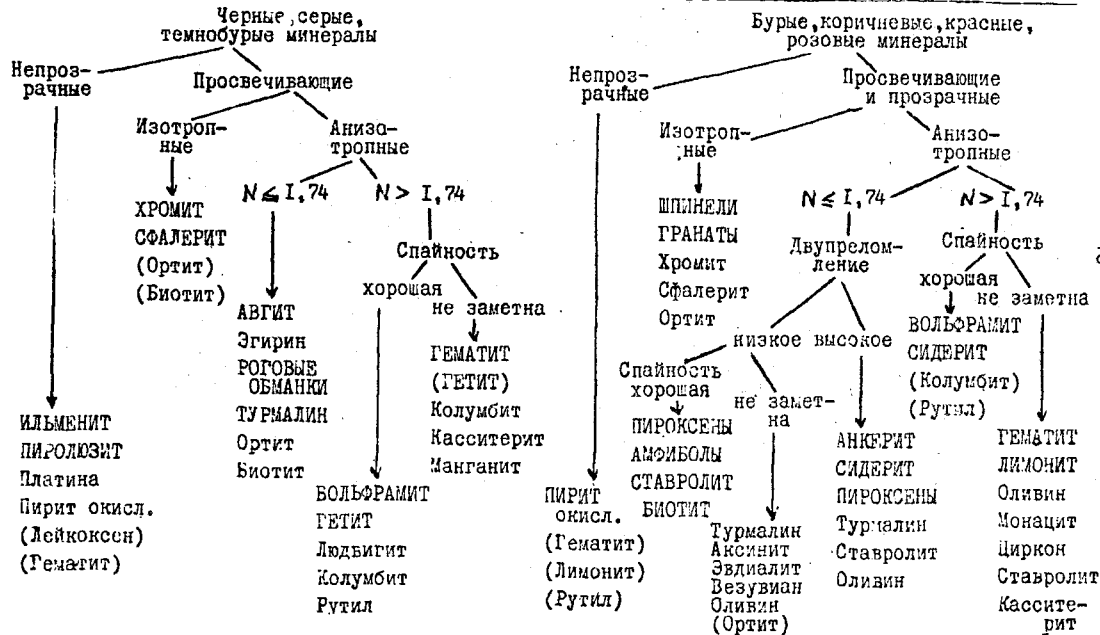 Черные, серые,
темнобурые минералы
Непроз-
рачные
Просвечивающие
Изотроп-
ные
Анизо-
тропные
ХРОМИТ
СФАЛЕРИТ
(Ортит)
(Биотит)
N ≤ I,74
N > I,74
Спайность
хорошая
не заметна
АВГИТ
Эгирин
РОГОВЫЕ
ОБМАНКИ
ТУРМАЛИН
Ортит
Биотит
ГЕМАТИТ
(ГЕТИТ)
Колумбит
Касситерит
Манганит
ИЛЬМЕНИТ
ПИРОЛЮЗИТ
Платина
Пирит окисл.
(Лейкоксен)
(Гематит)
ВОЛЬФРАМИТ
ГЕТИТ
Людвигит
Колумбит
Рутил
Бурые, коричневые, красные,
розовые минералы
Непроз-
рачные
Просвечивающие
и прозрачные
Изотроп-
ные
Анизо-
тропные
ШПИНЕЛИ
ГРАНАТЫ
Хромит
Сфалерит
Ортит
N ≤ I,74
N > I,74
Двупрелом-
ление
Спайность
хорошая
не заметна
низкое высокое
ВОЛЬФРАМИТ
СИДЕРИТ
(Колумбит)
(Рутил)
Спайность
хорошая
не замет-
на
ПИРОКСЕНЫ
АМФИБОЛЫ
СТАВРОЛИТ
БИОТИТ
АНКЕРИТ
СИДЕРИТ
ПИРОКСЕНЫ
Турмалин
Ставролит
Оливин
ГЕМАТИТ
ЛИМОНИТ
Оливин
Монацит
Циркон
Ставролит
Кассите-
рит
ПИРИТ
окисл.
(Гематит)
(Лимонит)
(Рутил)
Турмалин
Аксинит
Эвдиалит
Везувиан
Оливин
(Ортит)